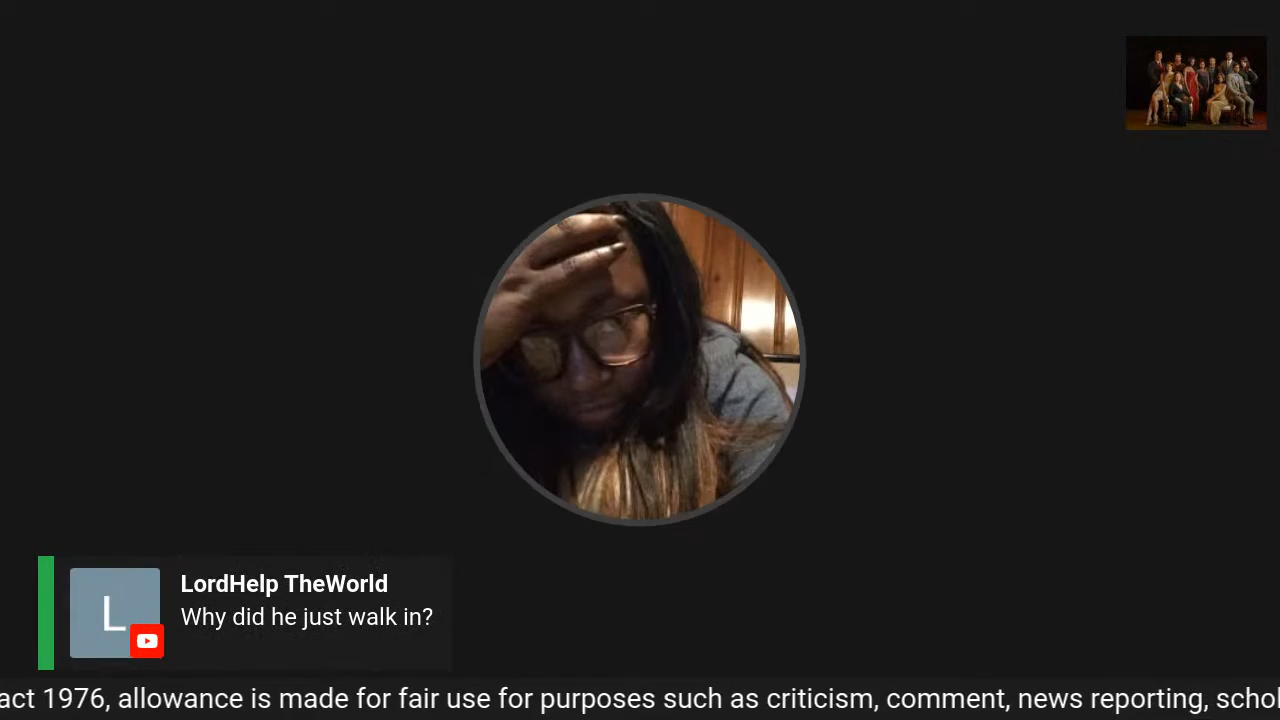 L
LordHelp TheWorld
Why did he just walk in?
act 1976, allowance is made for fair use for purposes such as criticism, comment, news reporting, schol